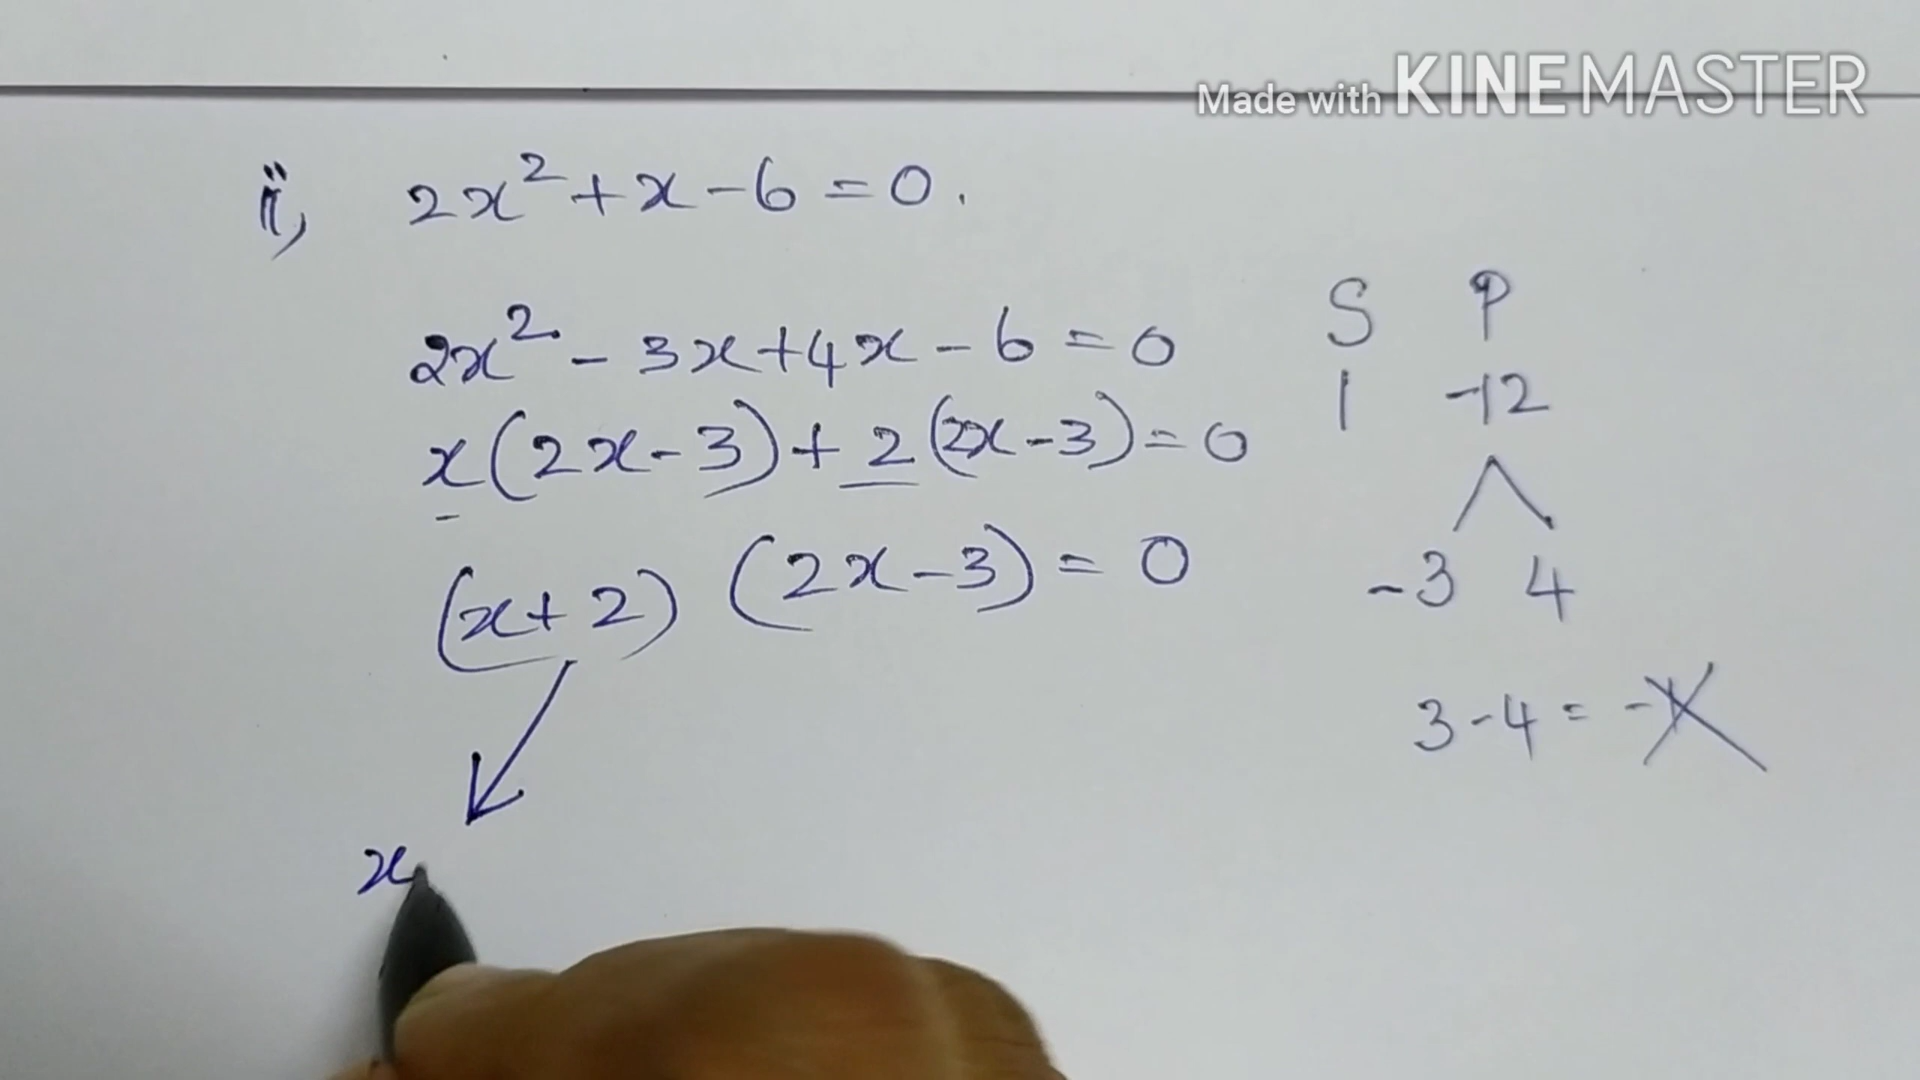 Made with KINEMASTER
ii, 2x² + x - 6 = 0.
2x² - 3x + 4x - 6 = 0
x(2x - 3) + 2(2x - 3) = 0
(x + 2) (2x - 3) = 0
x
S P
1 -12
-3 4
3 - 4 = -1